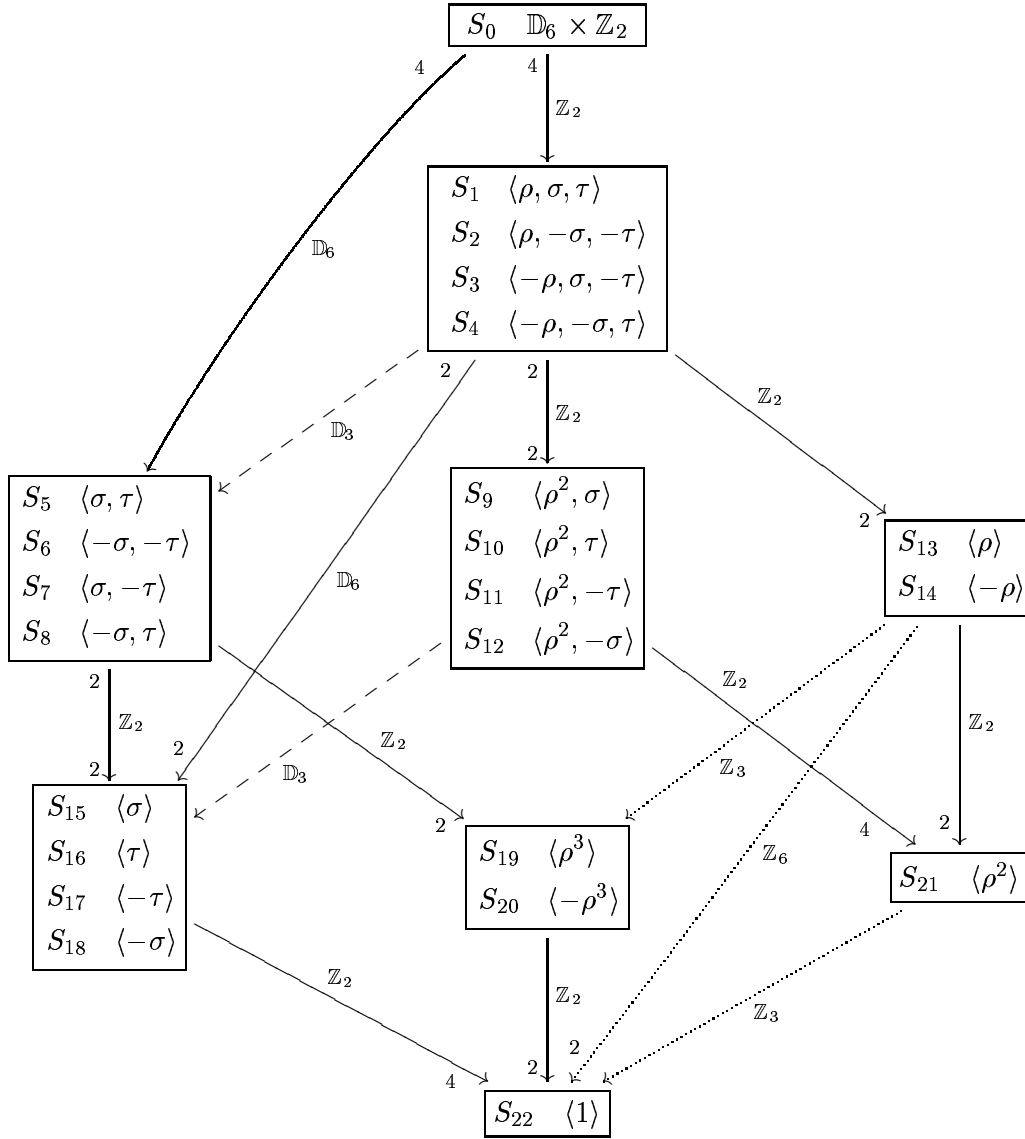 S₀ 𝔻₆ × ℤ₂
4
4
ℤ₂
𝔻₆
S₁ ⟨ρ, σ, τ⟩
S₂ ⟨ρ, −σ, −τ⟩
S₃ ⟨−ρ, σ, −τ⟩
S₄ ⟨−ρ, −σ, τ⟩
2
2
ℤ₂
ℤ₂
𝔻₃
2
2
S₅ ⟨σ, τ⟩
S₆ ⟨−σ, −τ⟩
S₇ ⟨σ, −τ⟩
S₈ ⟨−σ, τ⟩
𝔻₆
S₉ ⟨ρ², σ⟩
S₁₀ ⟨ρ², τ⟩
S₁₁ ⟨ρ², −τ⟩
S₁₂ ⟨ρ², −σ⟩
S₁₃ ⟨ρ⟩
S₁₄ ⟨−ρ⟩
2
ℤ₂
ℤ₂
ℤ₂
ℤ₂
2
2
𝔻₃
ℤ₃
2
4
2
ℤ₆
S₁₅ ⟨σ⟩
S₁₆ ⟨τ⟩
S₁₇ ⟨−τ⟩
S₁₈ ⟨−σ⟩
S₁₉ ⟨ρ³⟩
S₂₀ ⟨−ρ³⟩
S₂₁ ⟨ρ²⟩
ℤ₂
ℤ₂
ℤ₃
4
2
2
S₂₂ ⟨1⟩